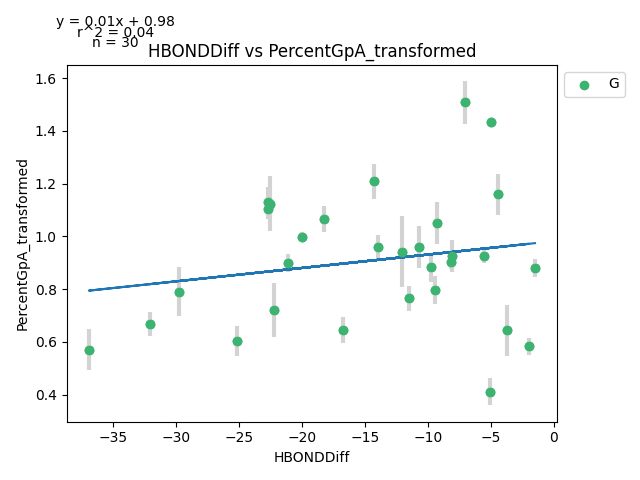 y = 0.01x + 0.98
r^2 = 0.04
n = 30
HBONDDiff vs PercentGpA_transformed
G
PercentGpA_transformed
1.6
1.4
1.2
1.0
0.8
0.6
0.4
−35 −30 −25 −20 −15 −10 −5 0
HBONDDiff